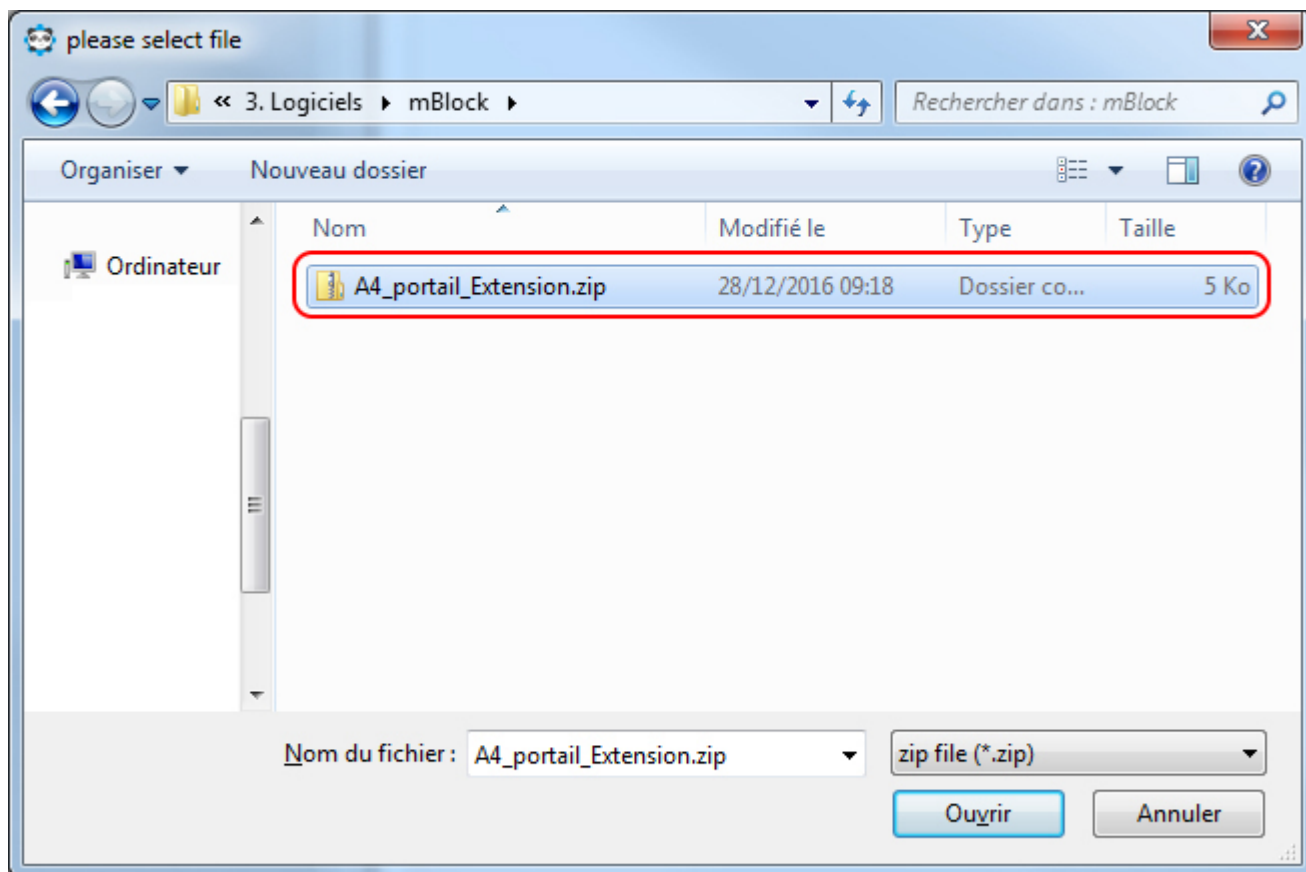 please select file
« 3. Logiciels ▸ mBlock ▸ Rechercher dans : mBlock
Organiser ▾ Nouveau dossier
Nom Modifié le Type Taille
Ordinateur
A4_portail_Extension.zip 28/12/2016 09:18 Dossier co... 5 Ko
Nom du fichier : A4_portail_Extension.zip zip file (*.zip)
Ouvrir Annuler